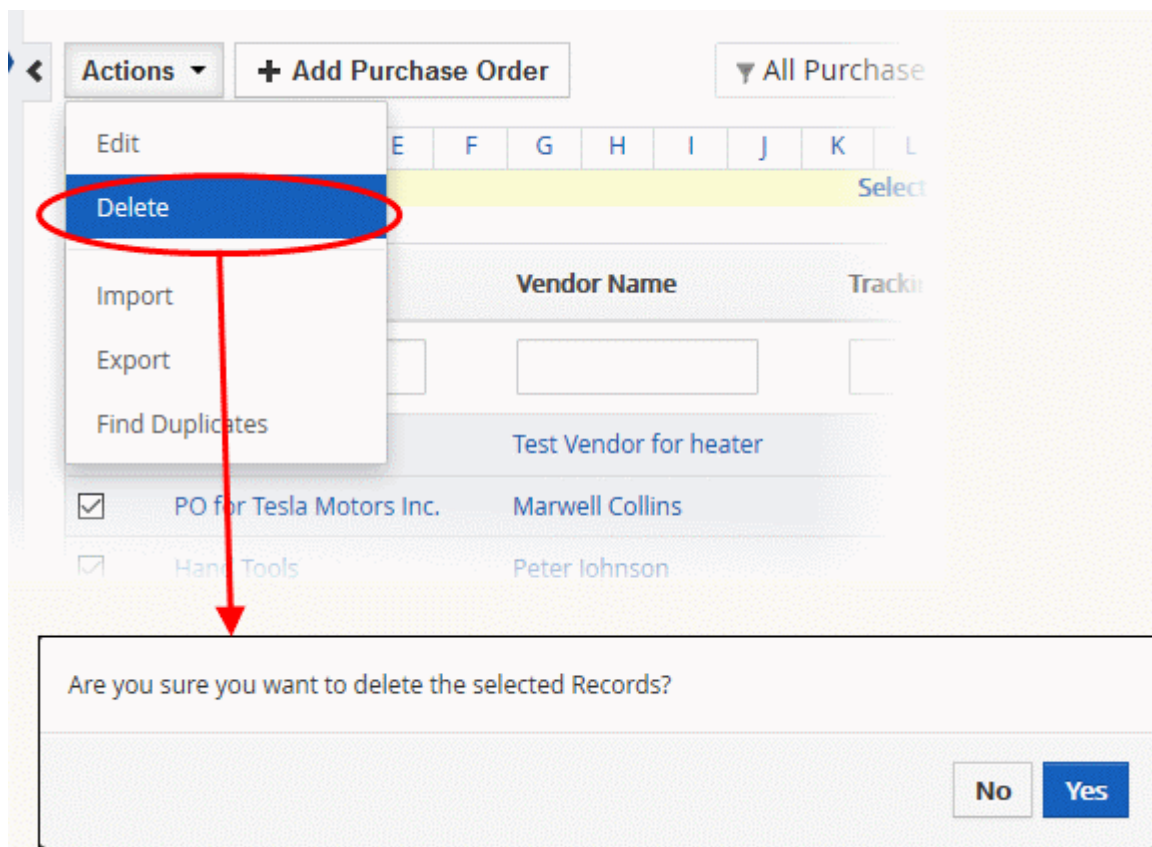 Actions + Add Purchase Order All Purchase
Edit E F G H I J K L
Delete Select
Vendor Name Trackin
Import
Export
Find Duplicates
Test Vendor for heater
PO for Tesla Motors Inc. Marwell Collins
Hand Tools Peter Johnson
Are you sure you want to delete the selected Records?
No Yes